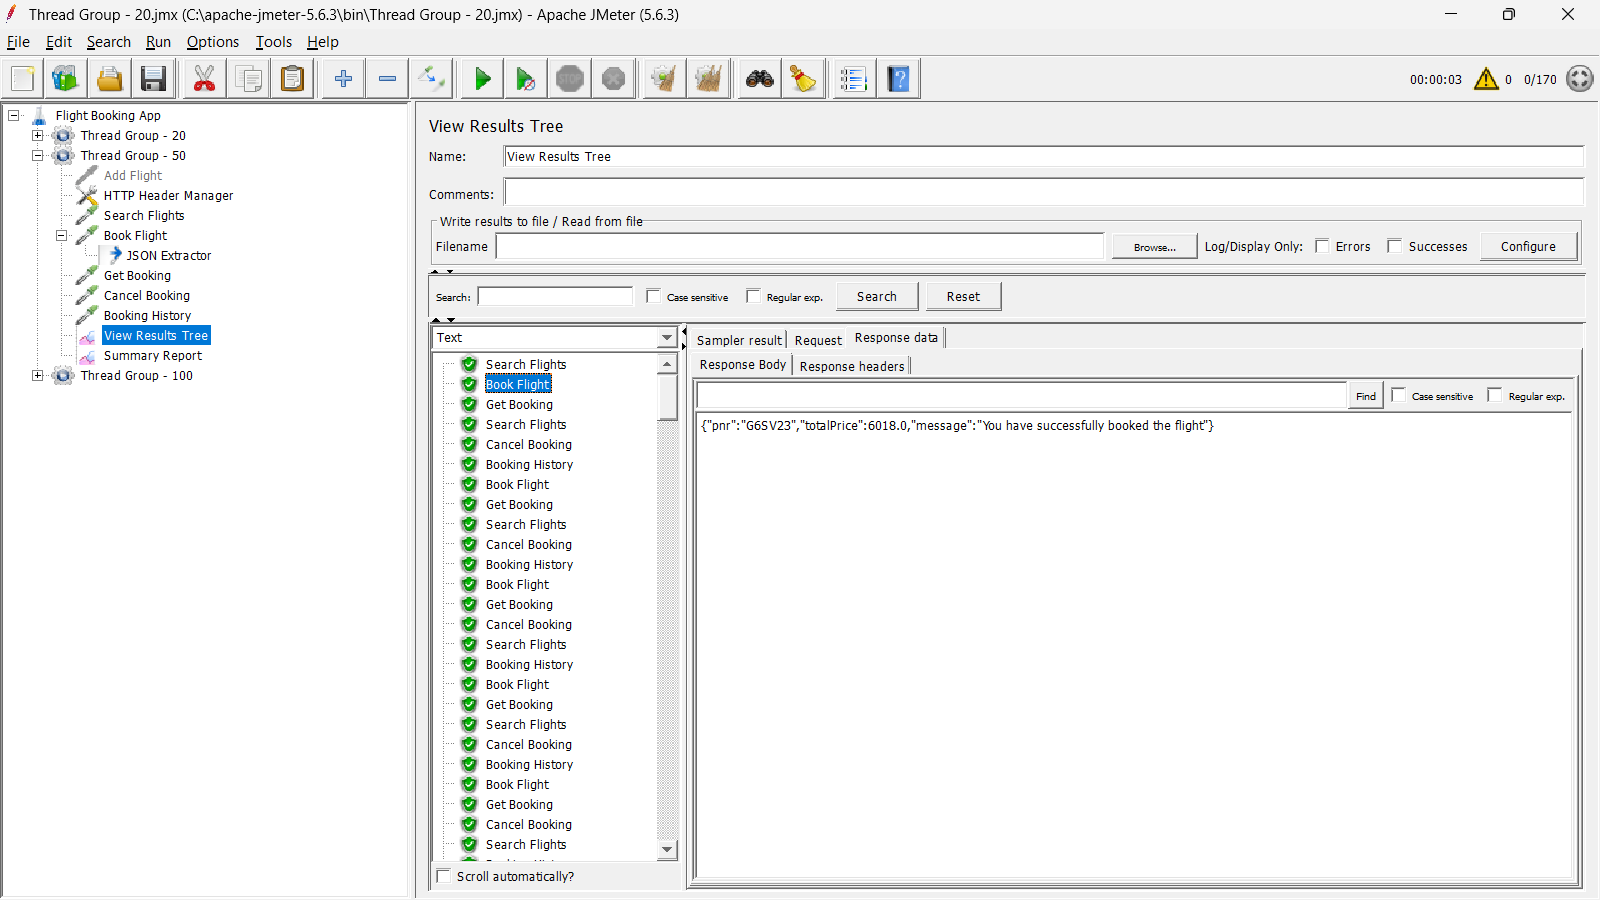 Thread Group - 20.jmx (C:\apache-jmeter-5.6.3\bin\Thread Group - 20.jmx) - Apache JMeter (5.6.3)
File Edit Search Run Options Tools Help
00:00:03 0 0/170
Flight Booking App
Thread Group - 20
Thread Group - 50
Add Flight
HTTP Header Manager
Search Flights
Book Flight
JSON Extractor
Get Booking
Cancel Booking
Booking History
View Results Tree
Summary Report
Thread Group - 100
View Results Tree
Name: View Results Tree
Comments:
Write results to file / Read from file
Filename Browse... Log/Display Only: Errors Successes Configure
Search: Case sensitive Regular exp. Search Reset
Text
Search Flights
Book Flight
Get Booking
Search Flights
Cancel Booking
Booking History
Book Flight
Get Booking
Search Flights
Cancel Booking
Booking History
Book Flight
Get Booking
Cancel Booking
Search Flights
Booking History
Book Flight
Get Booking
Search Flights
Cancel Booking
Booking History
Book Flight
Get Booking
Cancel Booking
Search Flights
Scroll automatically?
Sampler result Request Response data
Response Body Response headers
Find Case sensitive Regular exp.
{"pnr":"G6SV23","totalPrice":6018.0,"message":"You have successfully booked the flight"}